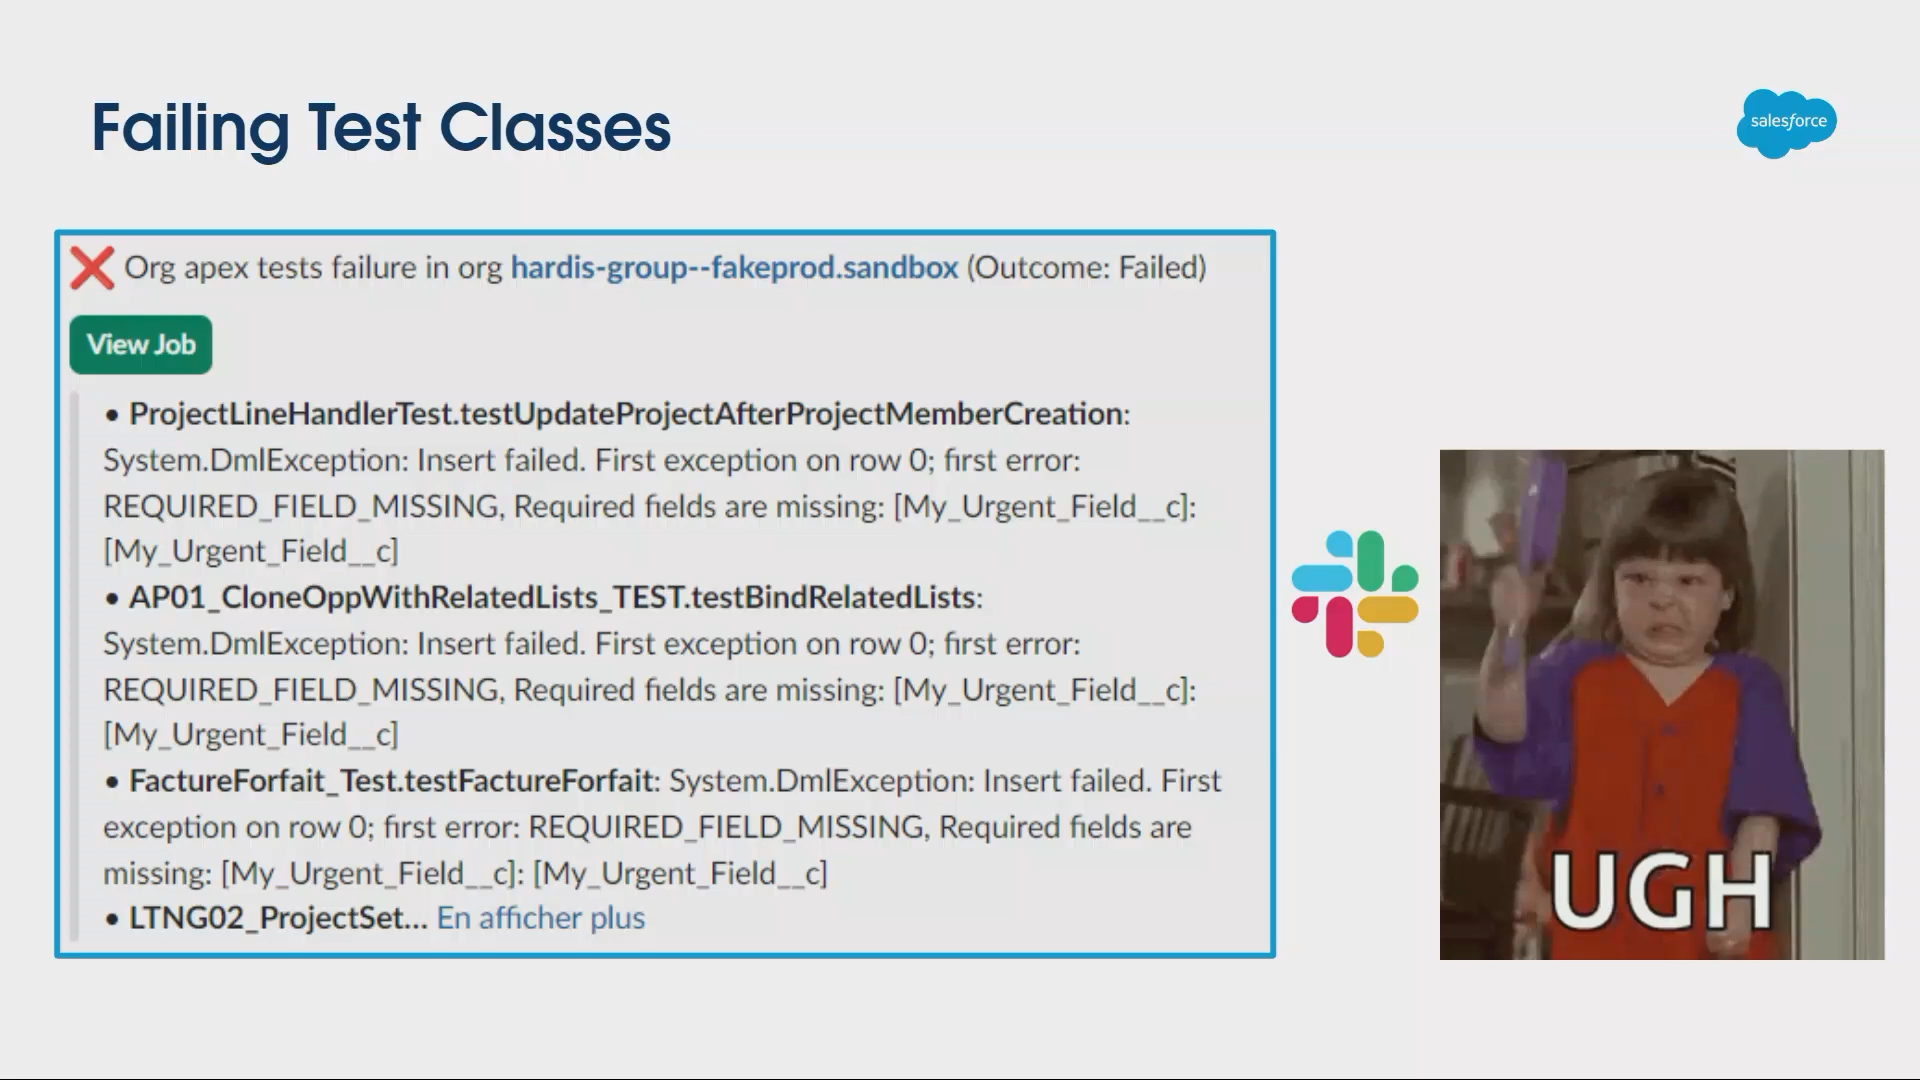 Failing Test Classes
salesforce
❌ Org apex tests failure in org hardis-group--fakeprod.sandbox (Outcome: Failed)
View Job
• ProjectLineHandlerTest.testUpdateProjectAfterProjectMemberCreation:
System.DmlException: Insert failed. First exception on row 0; first error:
REQUIRED_FIELD_MISSING, Required fields are missing: [My_Urgent_Field__c]:
[My_Urgent_Field__c]
• AP01_CloneOppWithRelatedLists_TEST.testBindRelatedLists:
System.DmlException: Insert failed. First exception on row 0; first error:
REQUIRED_FIELD_MISSING, Required fields are missing: [My_Urgent_Field__c]:
[My_Urgent_Field__c]
• FactureForfait_Test.testFactureForfait: System.DmlException: Insert failed. First
exception on row 0; first error: REQUIRED_FIELD_MISSING, Required fields are
missing: [My_Urgent_Field__c]: [My_Urgent_Field__c]
• LTNG02_ProjectSet... En afficher plus
UGH